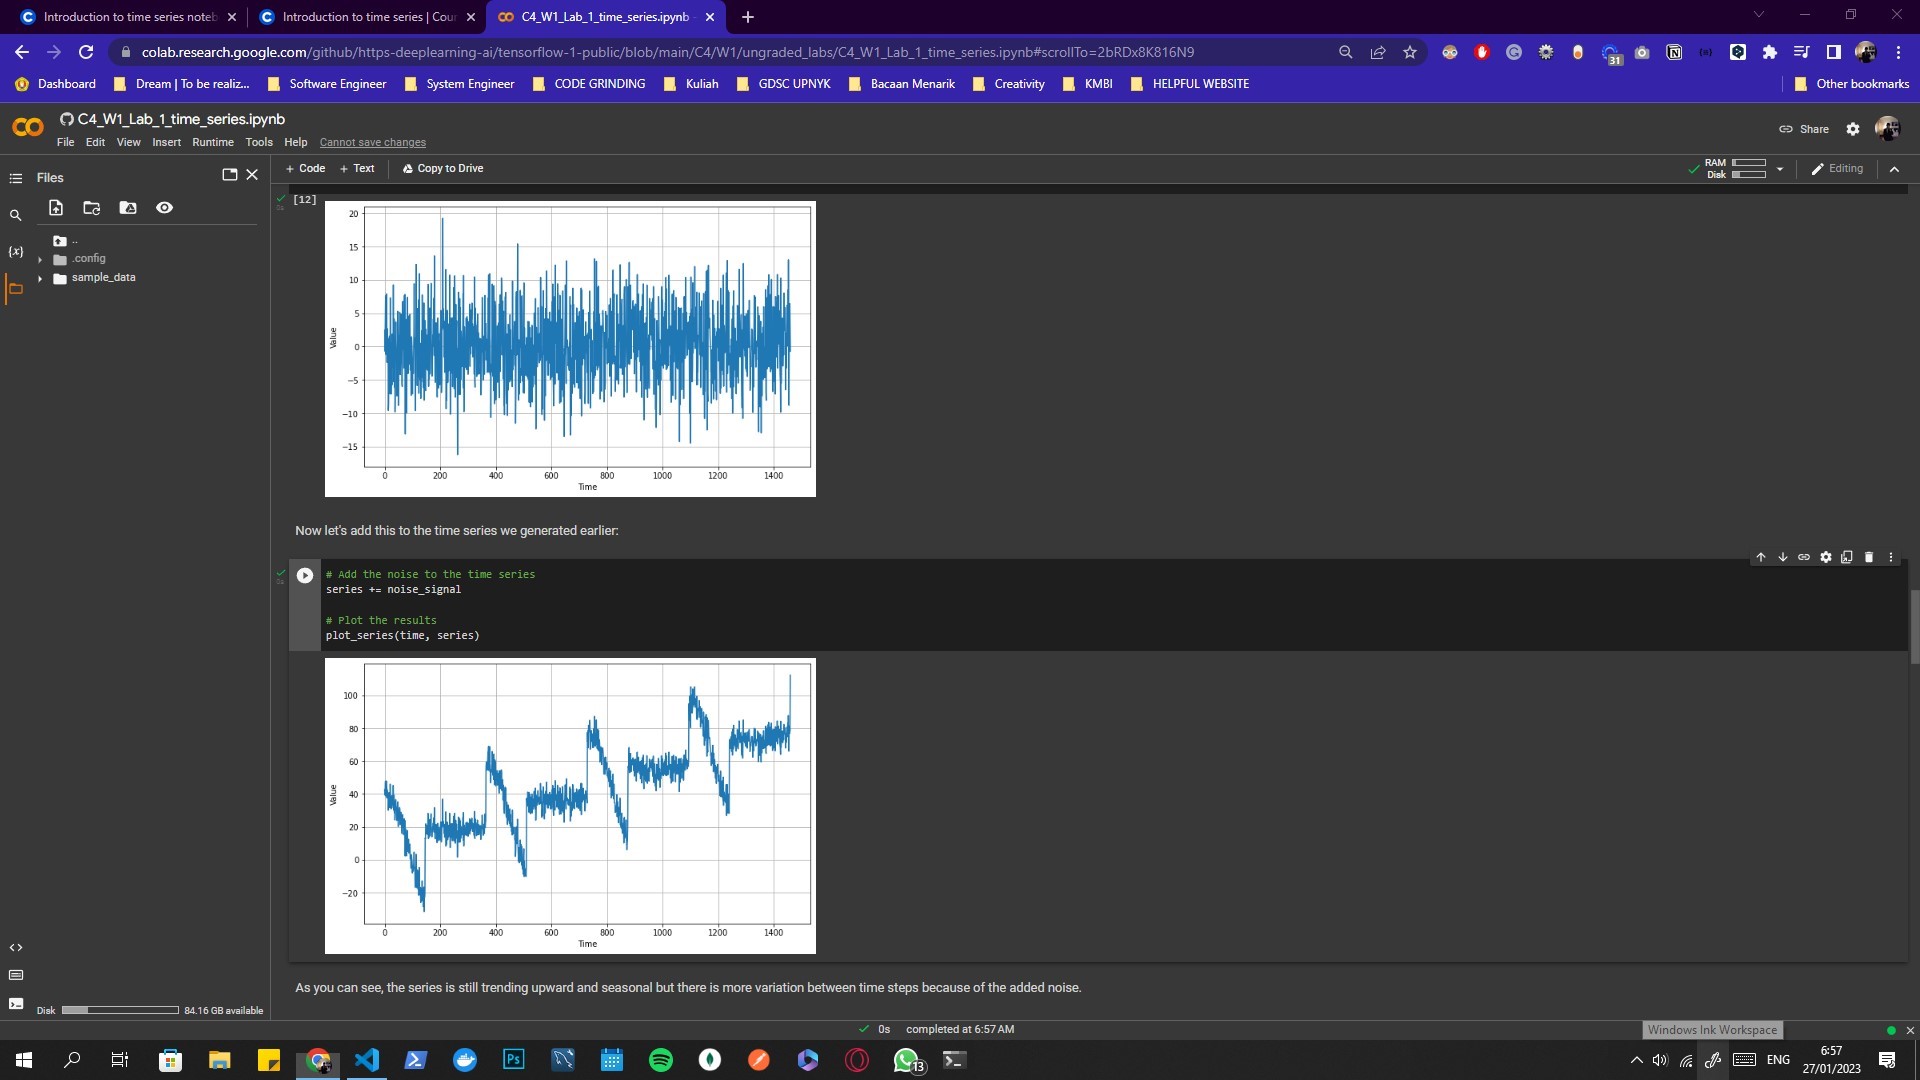 Introduction to time series noteb
Introduction to time series | Cour
C4_W1_Lab_1_time_series.ipynb -
colab.research.google.com/github/https-deeplearning-ai/tensorflow-1-public/blob/main/C4/W1/ungraded_labs/C4_W1_Lab_1_time_series.ipynb#scrollTo=2bRDx8K816N9
31
Dashboard
Dream | To be realiz...
Software Engineer
System Engineer
CODE GRINDING
Kuliah
GDSC UPNYK
Bacaan Menarik
Creativity
KMBI
HELPFUL WEBSITE
Other bookmarks
C4_W1_Lab_1_time_series.ipynb
File Edit View Insert Runtime Tools Help Cannot save changes
Share
Files
+ Code + Text Copy to Drive
RAM
Disk
Editing
..
.config
sample_data
[12]
20
15
10
5
0
−5
−10
−15
Value
0 200 400 600 800 1000 1200 1400
Time
Now let's add this to the time series we generated earlier:
0s
# Add the noise to the time series
series += noise_signal
# Plot the results
plot_series(time, series)
100
80
60
40
20
0
−20
Value
0 200 400 600 800 1000 1200 1400
Time
As you can see, the series is still trending upward and seasonal but there is more variation between time steps because of the added noise.
Disk 84.16 GB available
0s completed at 6:57 AM
Windows Ink Workspace
Ps
13
ENG
6:57
27/01/2023